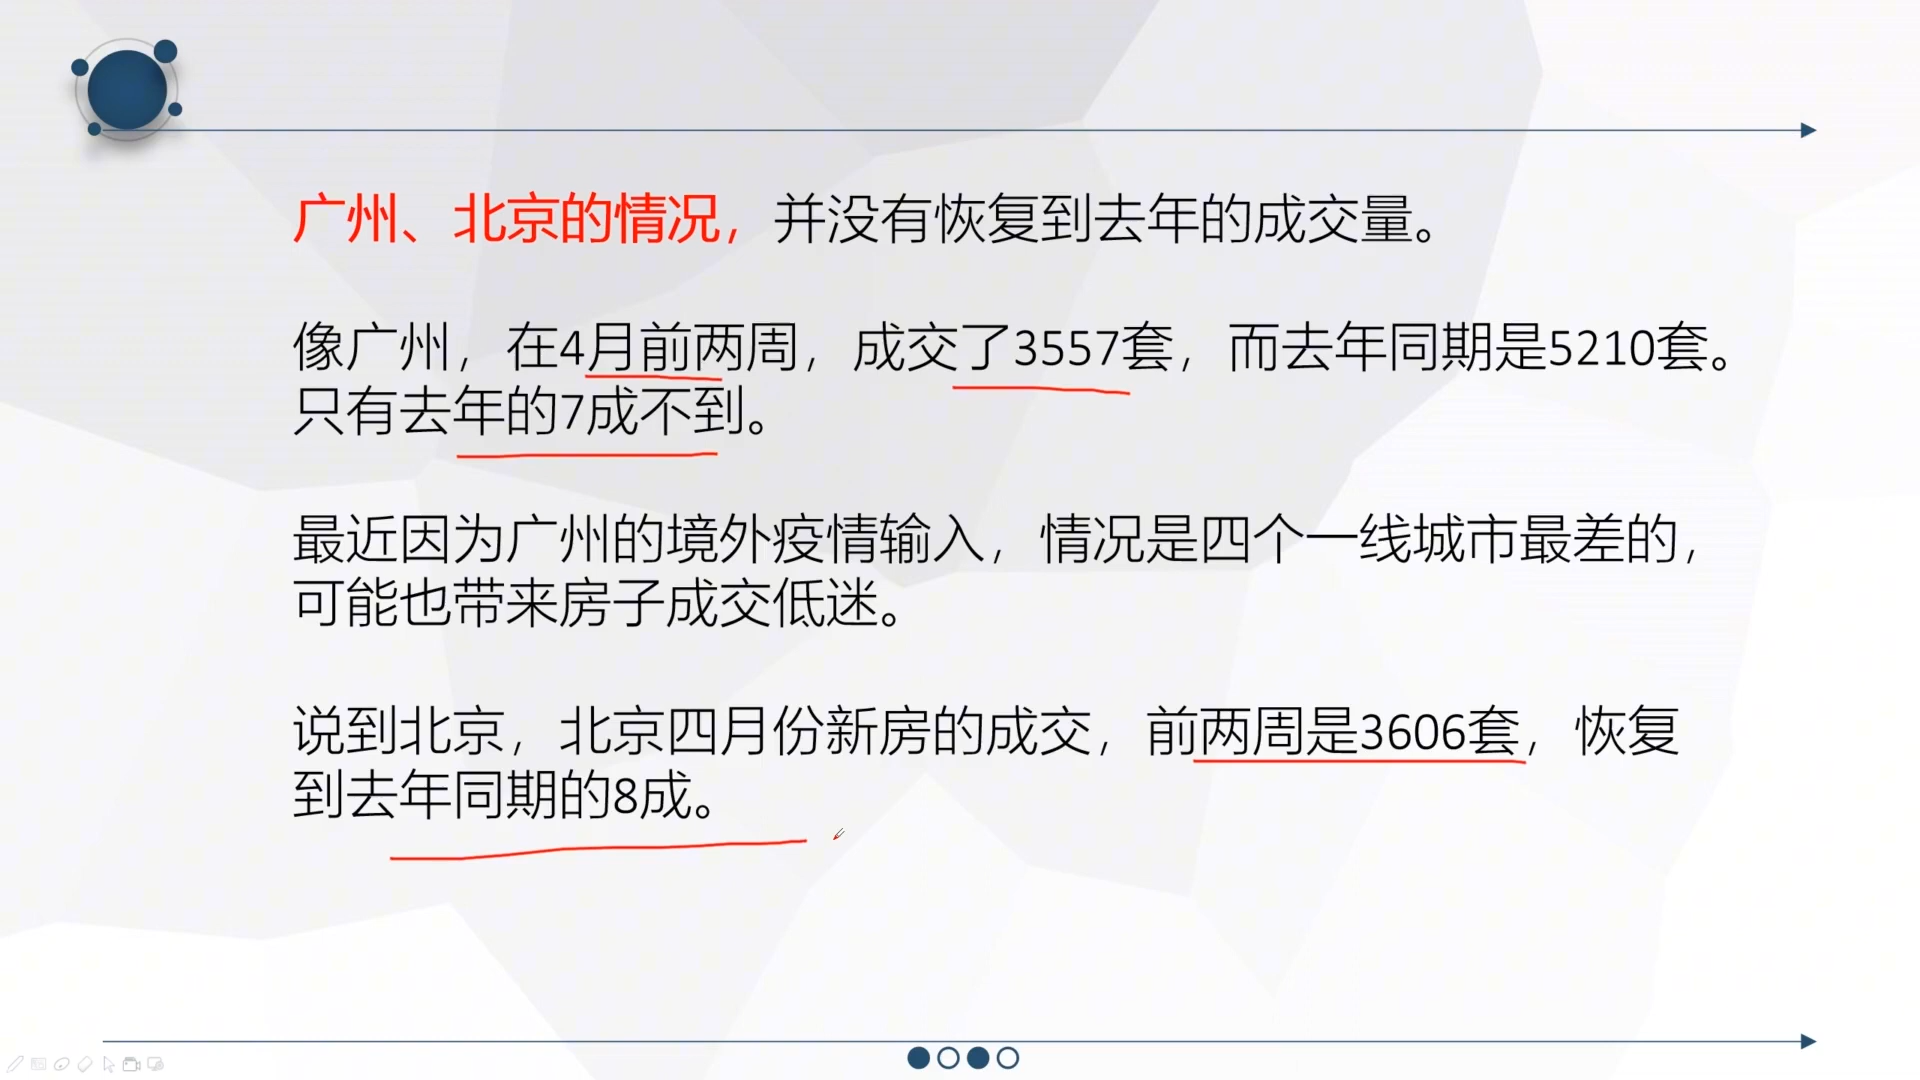 广州、北京的情况，并没有恢复到去年的成交量。
像广州，在4月前两周，成交了3557套，而去年同期是5210套。
只有去年的7成不到。
最近因为广州的境外疫情输入，情况是四个一线城市最差的，
可能也带来房子成交低迷。
说到北京，北京四月份新房的成交，前两周是3606套，恢复
到去年同期的8成。